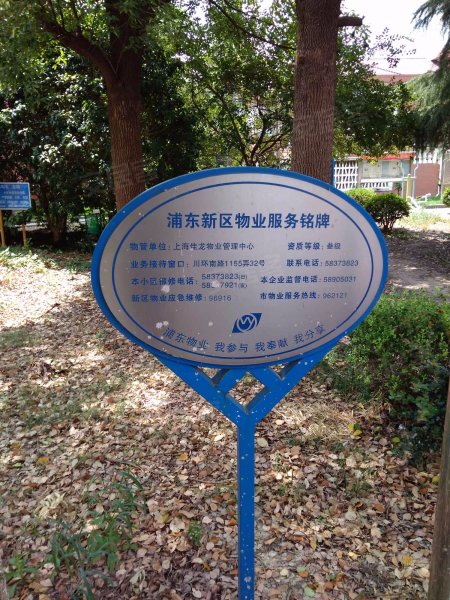 浦东新区物业服务铭牌
物管单位：上海电龙物业管理中心 资质等级：叁级
业务接待窗口：川环南路1155弄32号 联系电话：58373823
本小区维修电话：58373823(日) 本企业监督电话：58905031
7921(夜)
新区物业应急维修：96916 市物业服务热线：962121
浦东物业 我参与 我奉献 我分享